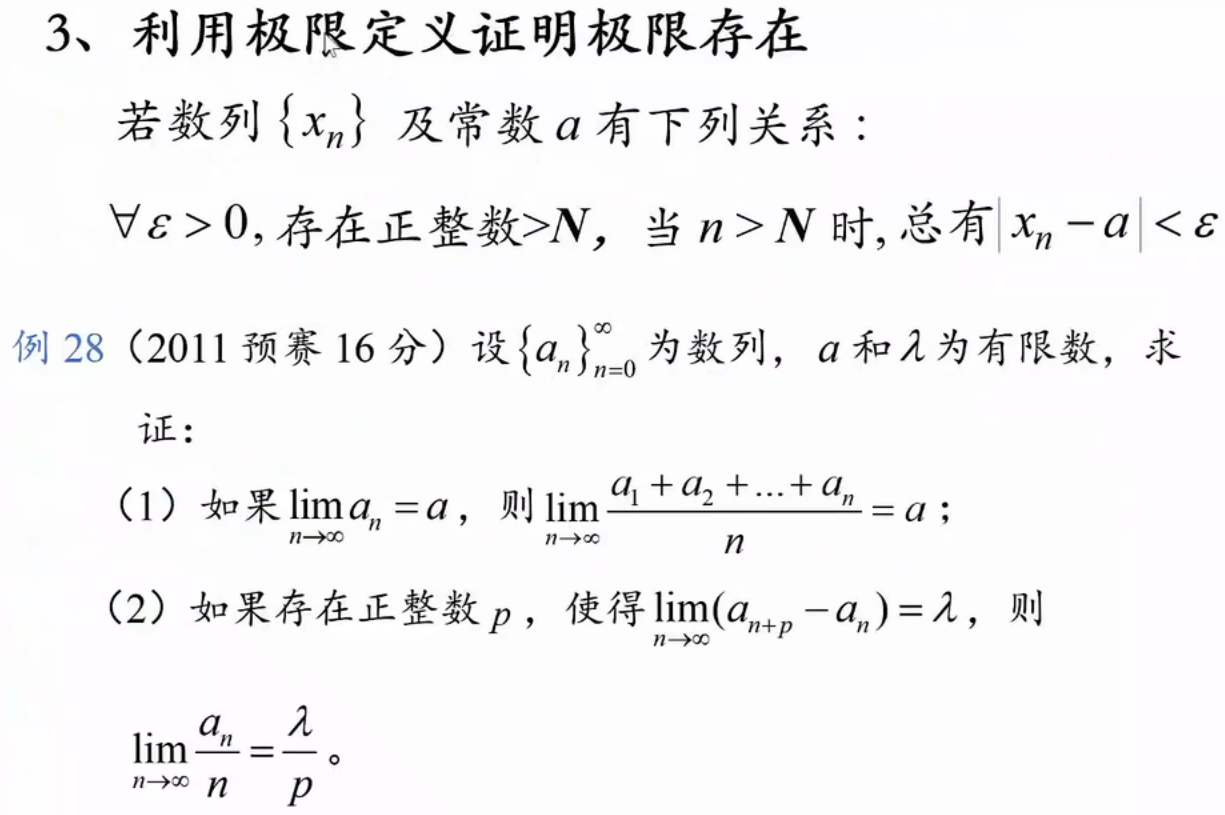 3、利用极限定义证明极限存在
若数列 {xₙ} 及常数 a 有下列关系：
∀ε > 0, 存在正整数>N， 当 n > N 时, 总有|xₙ − a| < ε
例 28（2011 预赛 16 分）设{aₙ}_{n=0}^{∞} 为数列，a 和 λ 为有限数，求
证：
（1）如果 lim_{n→∞} aₙ = a，则 lim_{n→∞} (a₁ + a₂ + ... + aₙ)/n = a；
（2）如果存在正整数 p，使得 lim_{n→∞} (a_{n+p} − aₙ) = λ，则
lim_{n→∞} aₙ/n = λ/p。